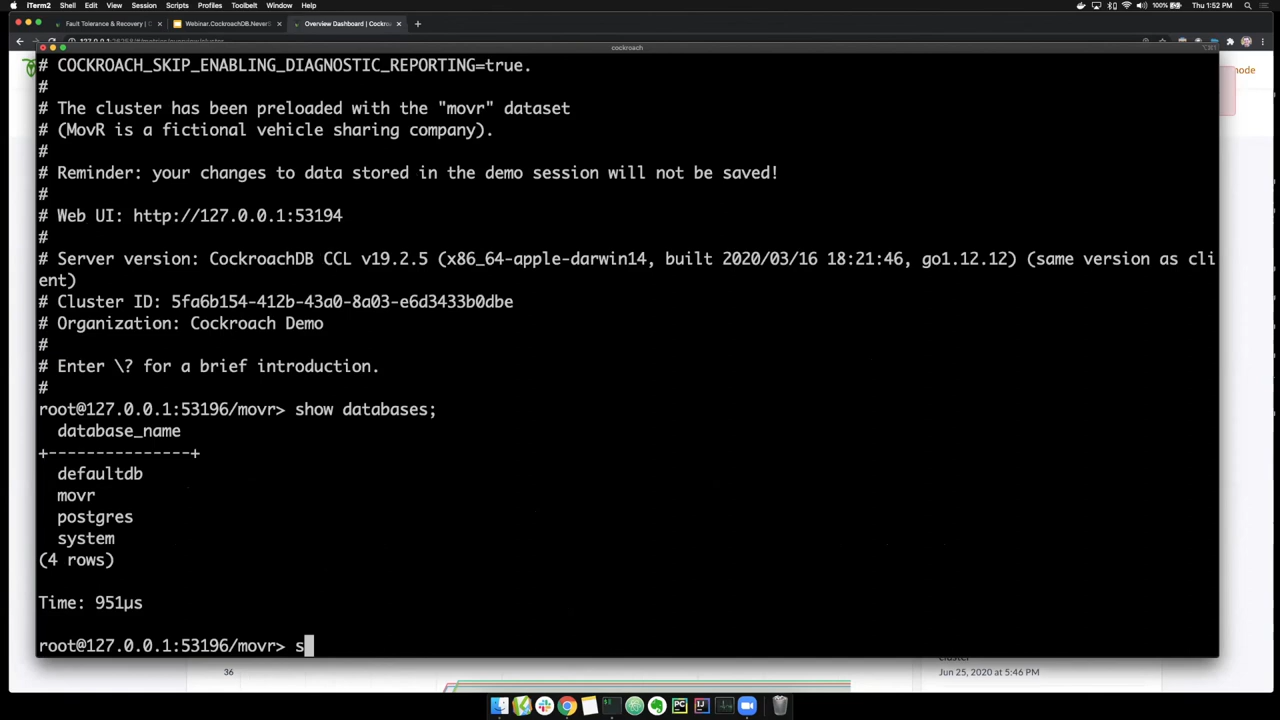 iTerm2 Shell Edit View Session Scripts Profiles Toolbelt Window Help 100% Thu 1:52 PM
Fault Tolerance & Recovery | C Webinar.CockroachDB.NeverS Overview Dashboard | Cockro
cockroach
# COCKROACH_SKIP_ENABLING_DIAGNOSTIC_REPORTING=true.
#
# The cluster has been preloaded with the "movr" dataset
# (MovR is a fictional vehicle sharing company).
#
# Reminder: your changes to data stored in the demo session will not be saved!
#
# Web UI: http://127.0.0.1:53194
#
# Server version: CockroachDB CCL v19.2.5 (x86_64-apple-darwin14, built 2020/03/16 18:21:46, go1.12.12) (same version as cli
ent)
# Cluster ID: 5fa6b154-412b-43a0-8a03-e6d3433b0dbe
# Organization: Cockroach Demo
#
# Enter \? for a brief introduction.
#
root@127.0.0.1:53196/movr> show databases;
database_name
+---------------+
defaultdb
movr
postgres
system
(4 rows)
Time: 951µs
root@127.0.0.1:53196/movr> s
36
Jun 25, 2020 at 5:46 PM